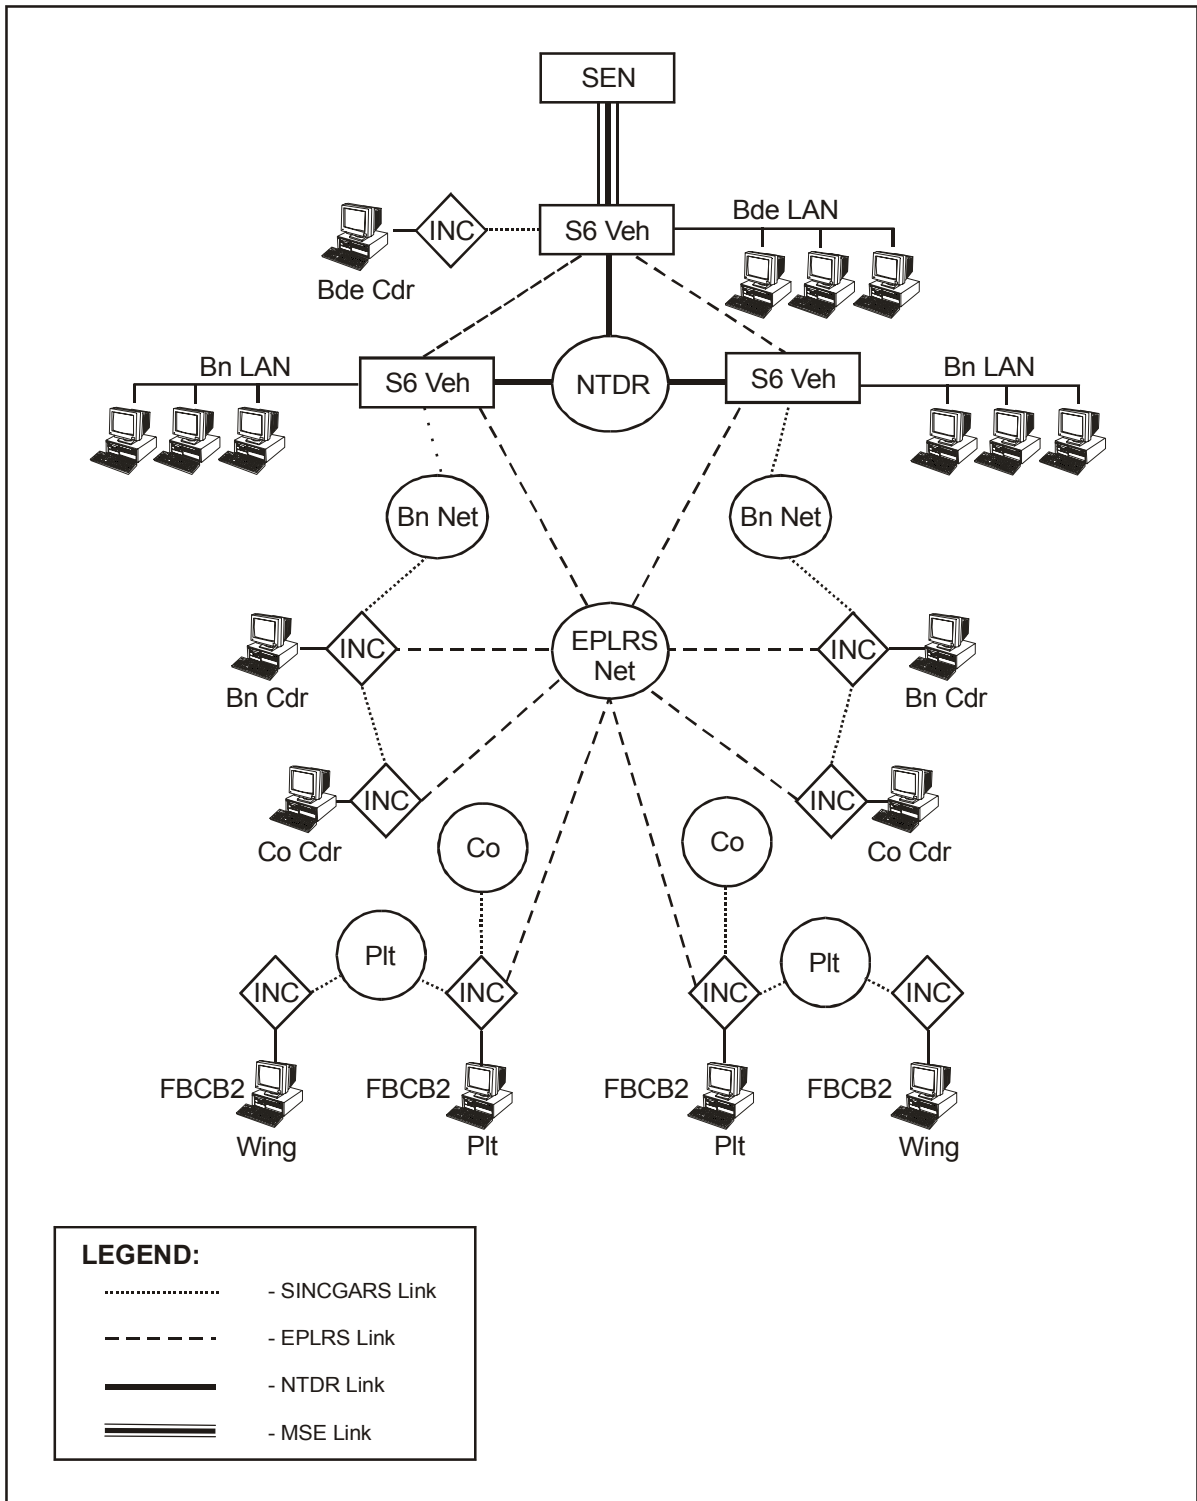 SEN
Bde LAN
INC
S6 Veh
Bde Cdr
Bn LAN
S6 Veh
NTDR
S6 Veh
Bn LAN
Bn Net
Bn Net
INC
EPLRS
Net
INC
Bn Cdr
Bn Cdr
INC
INC
Co Cdr
Co
Co
Co Cdr
Plt
Plt
INC
INC
INC
INC
FBCB2
FBCB2
FBCB2
FBCB2
Wing
Plt
Plt
Wing
LEGEND:
- SINCGARS Link
- EPLRS Link
- NTDR Link
- MSE Link